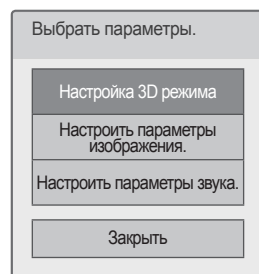 Выбрать параметры.
Настройка 3D режима
Настроить параметры
изображения.
Настроить параметры звука.
Закрыть